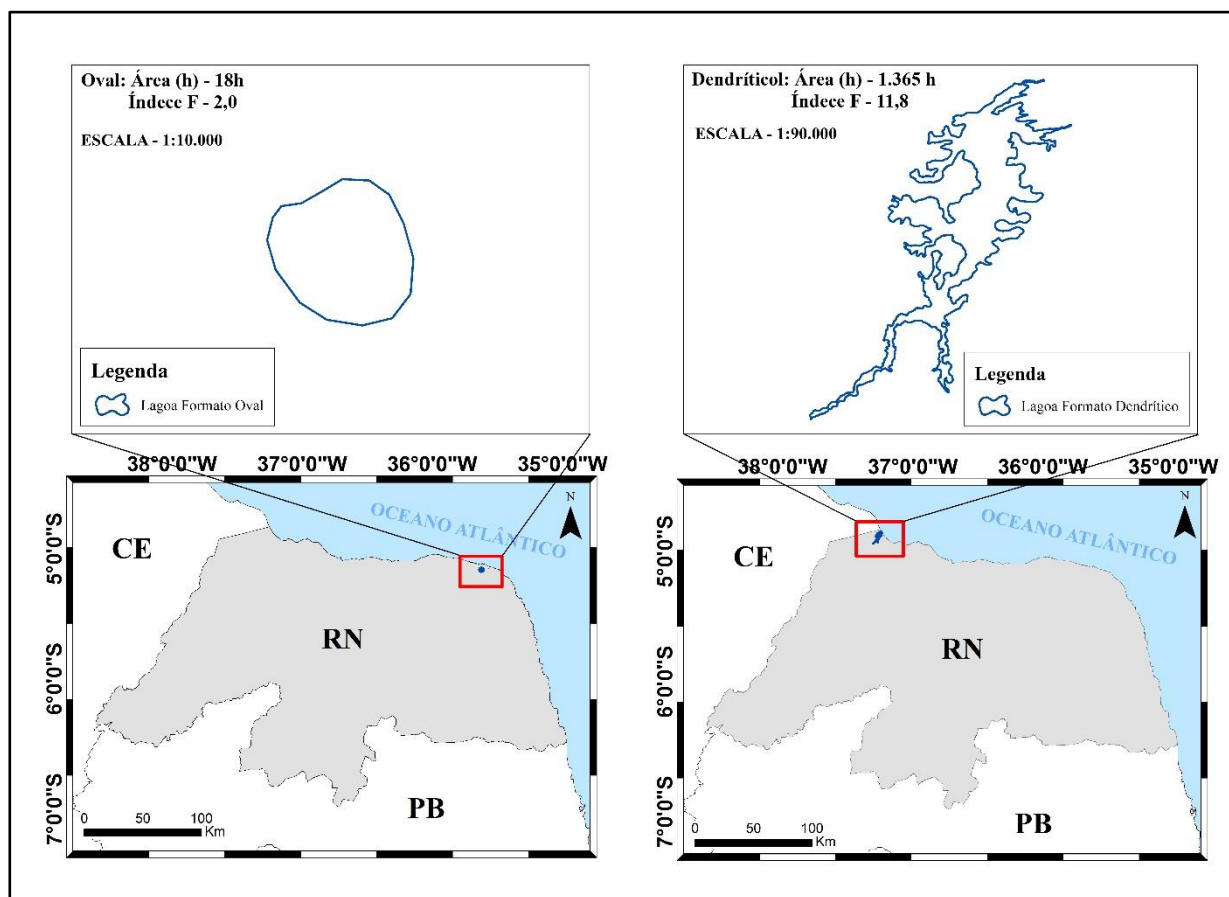 Oval: Área (h) - 18h
Índece F - 2,0
ESCALA - 1:10.000
Legenda
Lagoa Formato Oval
Dendríticol: Área (h) - 1.365 h
Índece F - 11,8
ESCALA - 1:90.000
Legenda
Lagoa Formato Dendrítico
38°0'0"W 37°0'0"W 36°0'0"W 35°0'0"W
N
OCEANO ATLÂNTICO
CE
RN
PB
5°0'0"S
6°0'0"S
7°0'0"S
0 50 100
Km
38°0'0"W 37°0'0"W 36°0'0"W 35°0'0"W
N
OCEANO ATLÂNTICO
CE
RN
PB
5°0'0"S
6°0'0"S
7°0'0"S
0 50 100
Km